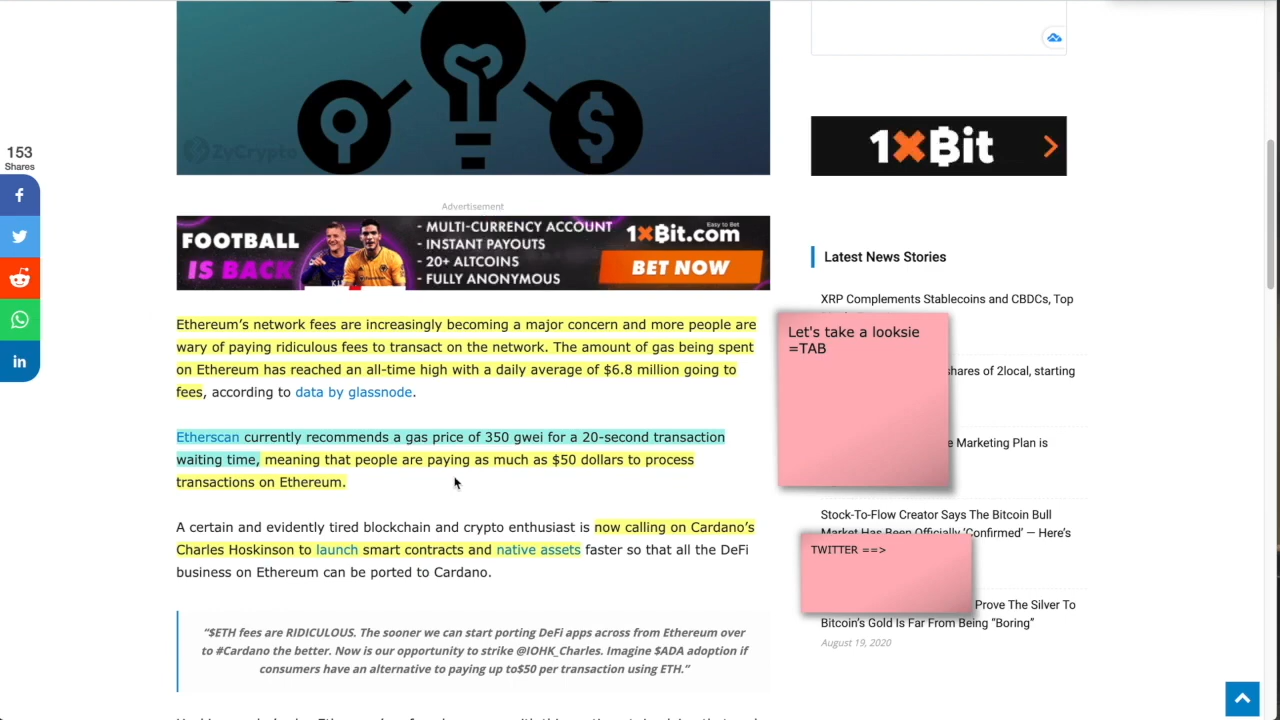 ZyCrypto
153
Shares
Advertisement
FOOTBALL
IS BACK
- MULTI-CURRENCY ACCOUNT
- INSTANT PAYOUTS
- 20+ ALTCOINS
- FULLY ANONYMOUS
Easy to Bet
1xBit.com
BET NOW
Ethereum's network fees are increasingly becoming a major concern and more people are
wary of paying ridiculous fees to transact on the network. The amount of gas being spent
on Ethereum has reached an all-time high with a daily average of $6.8 million going to
fees, according to data by glassnode.
Etherscan currently recommends a gas price of 350 gwei for a 20-second transaction
waiting time, meaning that people are paying as much as $50 dollars to process
transactions on Ethereum.
A certain and evidently tired blockchain and crypto enthusiast is now calling on Cardano's
Charles Hoskinson to launch smart contracts and native assets faster so that all the DeFi
business on Ethereum can be ported to Cardano.
"$ETH fees are RIDICULOUS. The sooner we can start porting DeFi apps across from Ethereum over
to #Cardano the better. Now is our opportunity to strike @IOHK_Charles. Imagine $ADA adoption if
consumers have an alternative to paying up to$50 per transaction using ETH."
1xBit
Latest News Stories
XRP Complements Stablecoins and CBDCs, Top
Let's take a looksie
=TAB
shares of 2local, starting
Marketing Plan is
Stock-To-Flow Creator Says The Bitcoin Bull
Market Has Been Officially 'Confirmed' — Here's
TWITTER ==>
Prove The Silver To
Bitcoin's Gold Is Far From Being "Boring"
August 19, 2020